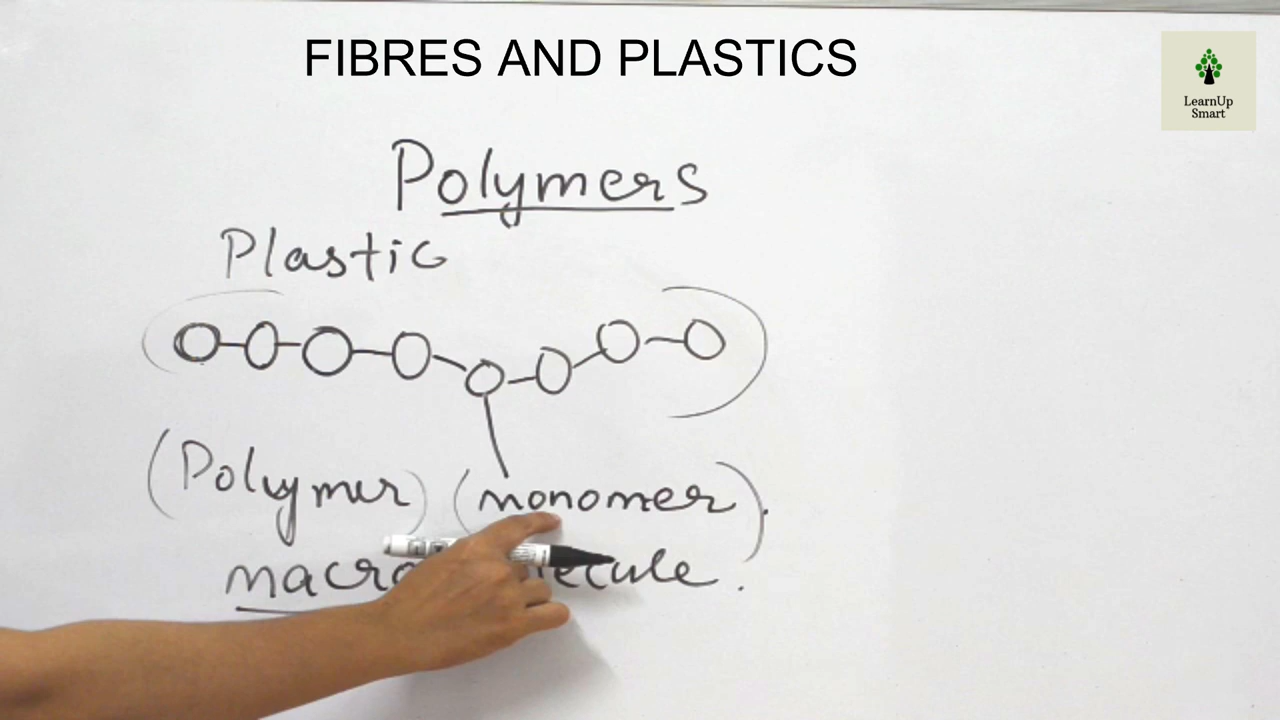 FIBRES AND PLASTICS
LearnUp
Smart
Polymers
Plastic
(Polymer) (monomer).